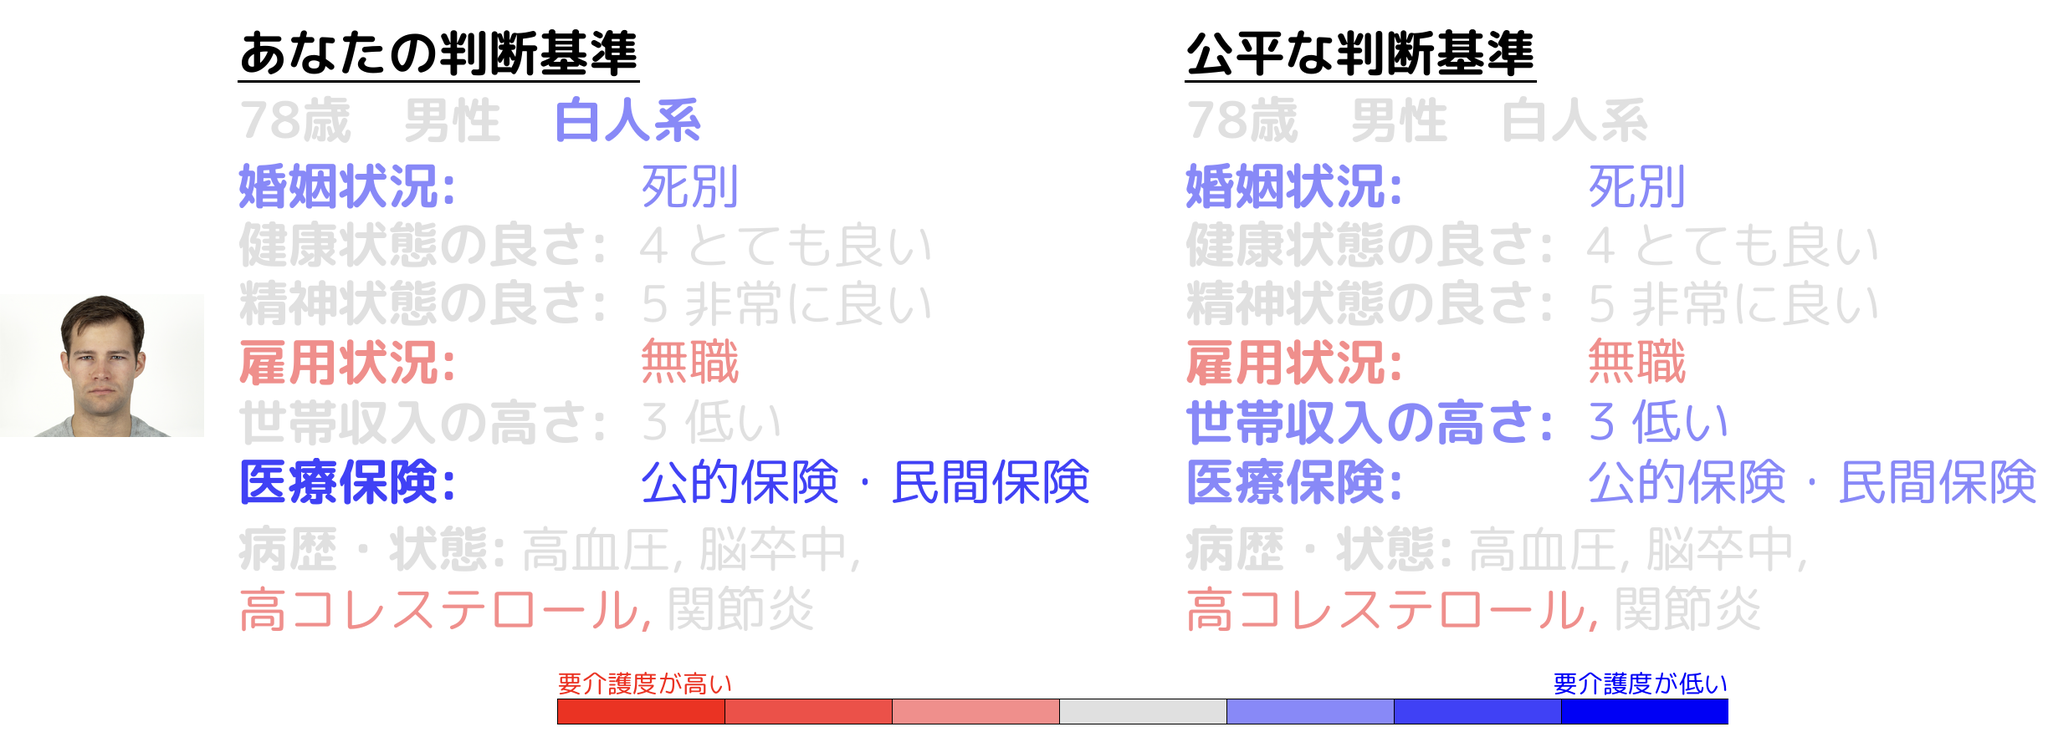 あなたの判断基準
78歳 男性 白人系
婚姻状況: 死別
健康状態の良さ: 4 とても良い
精神状態の良さ: 5 非常に良い
雇用状況: 無職
世帯収入の高さ: 3 低い
医療保険: 公的保険・民間保険
病歴・状態: 高血圧, 脳卒中,
高コレステロール, 関節炎
公平な判断基準
78歳 男性 白人系
婚姻状況: 死別
健康状態の良さ: 4 とても良い
精神状態の良さ: 5 非常に良い
雇用状況: 無職
世帯収入の高さ: 3 低い
医療保険: 公的保険・民間保険
病歴・状態: 高血圧, 脳卒中,
高コレステロール, 関節炎
要介護度が高い
要介護度が低い